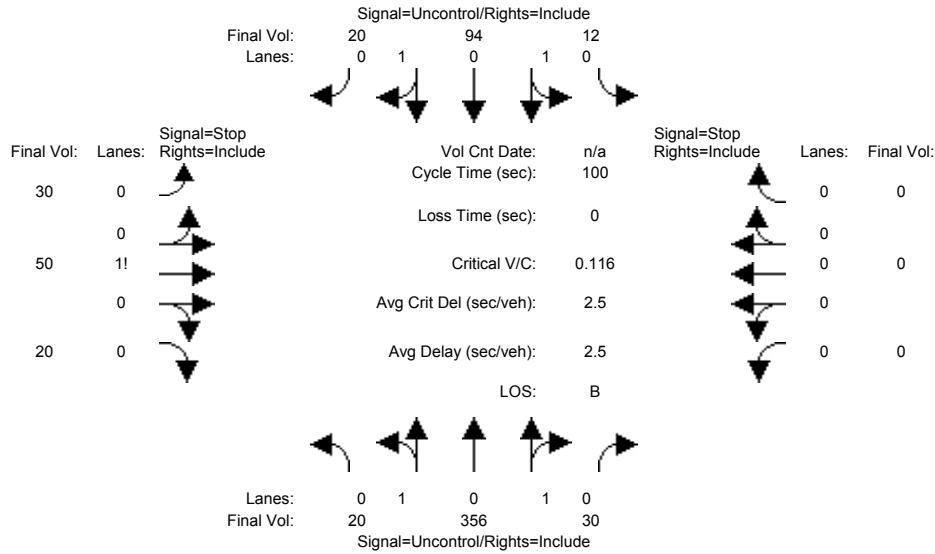 Signal=Uncontrol/Rights=Include
Final Vol: 20 94 12
Lanes: 0 1 0 1 0
Signal=Stop
Final Vol: Lanes: Rights=Include
Vol Cnt Date: n/a
Signal=Stop
Rights=Include Lanes: Final Vol:
Cycle Time (sec): 100
30 0
0 0
Loss Time (sec): 0
0
0
50 1!
Critical V/C: 0.116
0 0
0
Avg Crit Del (sec/veh): 2.5
0
20 0
Avg Delay (sec/veh): 2.5
0 0
LOS: B
Lanes: 0 1 0 1 0
Final Vol: 20 356 30
Signal=Uncontrol/Rights=Include